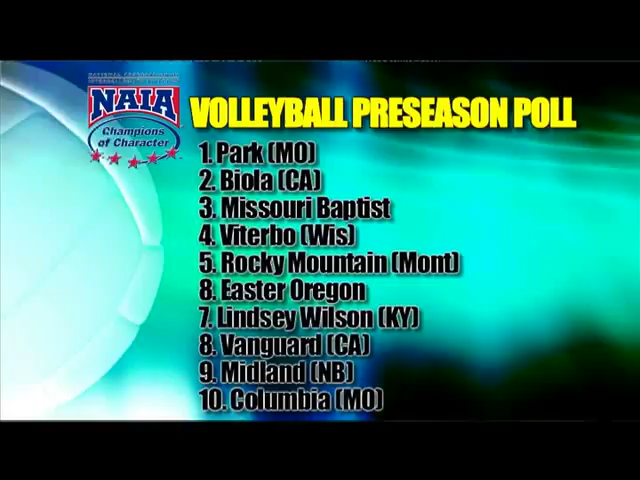 NATIONAL ASSOCIATION
NAIA
Champions
of Character
VOLLEYBALL PRESEASON POLL
1. Park (MO)
2. Biola (CA)
3. Missouri Baptist
4. Viterbo (Wis)
5. Rocky Mountain (Mont)
8. Easter Oregon
7. Lindsey Wilson (KY)
8. Vanguard (CA)
9. Midland (NB)
10. Columbia (MO)